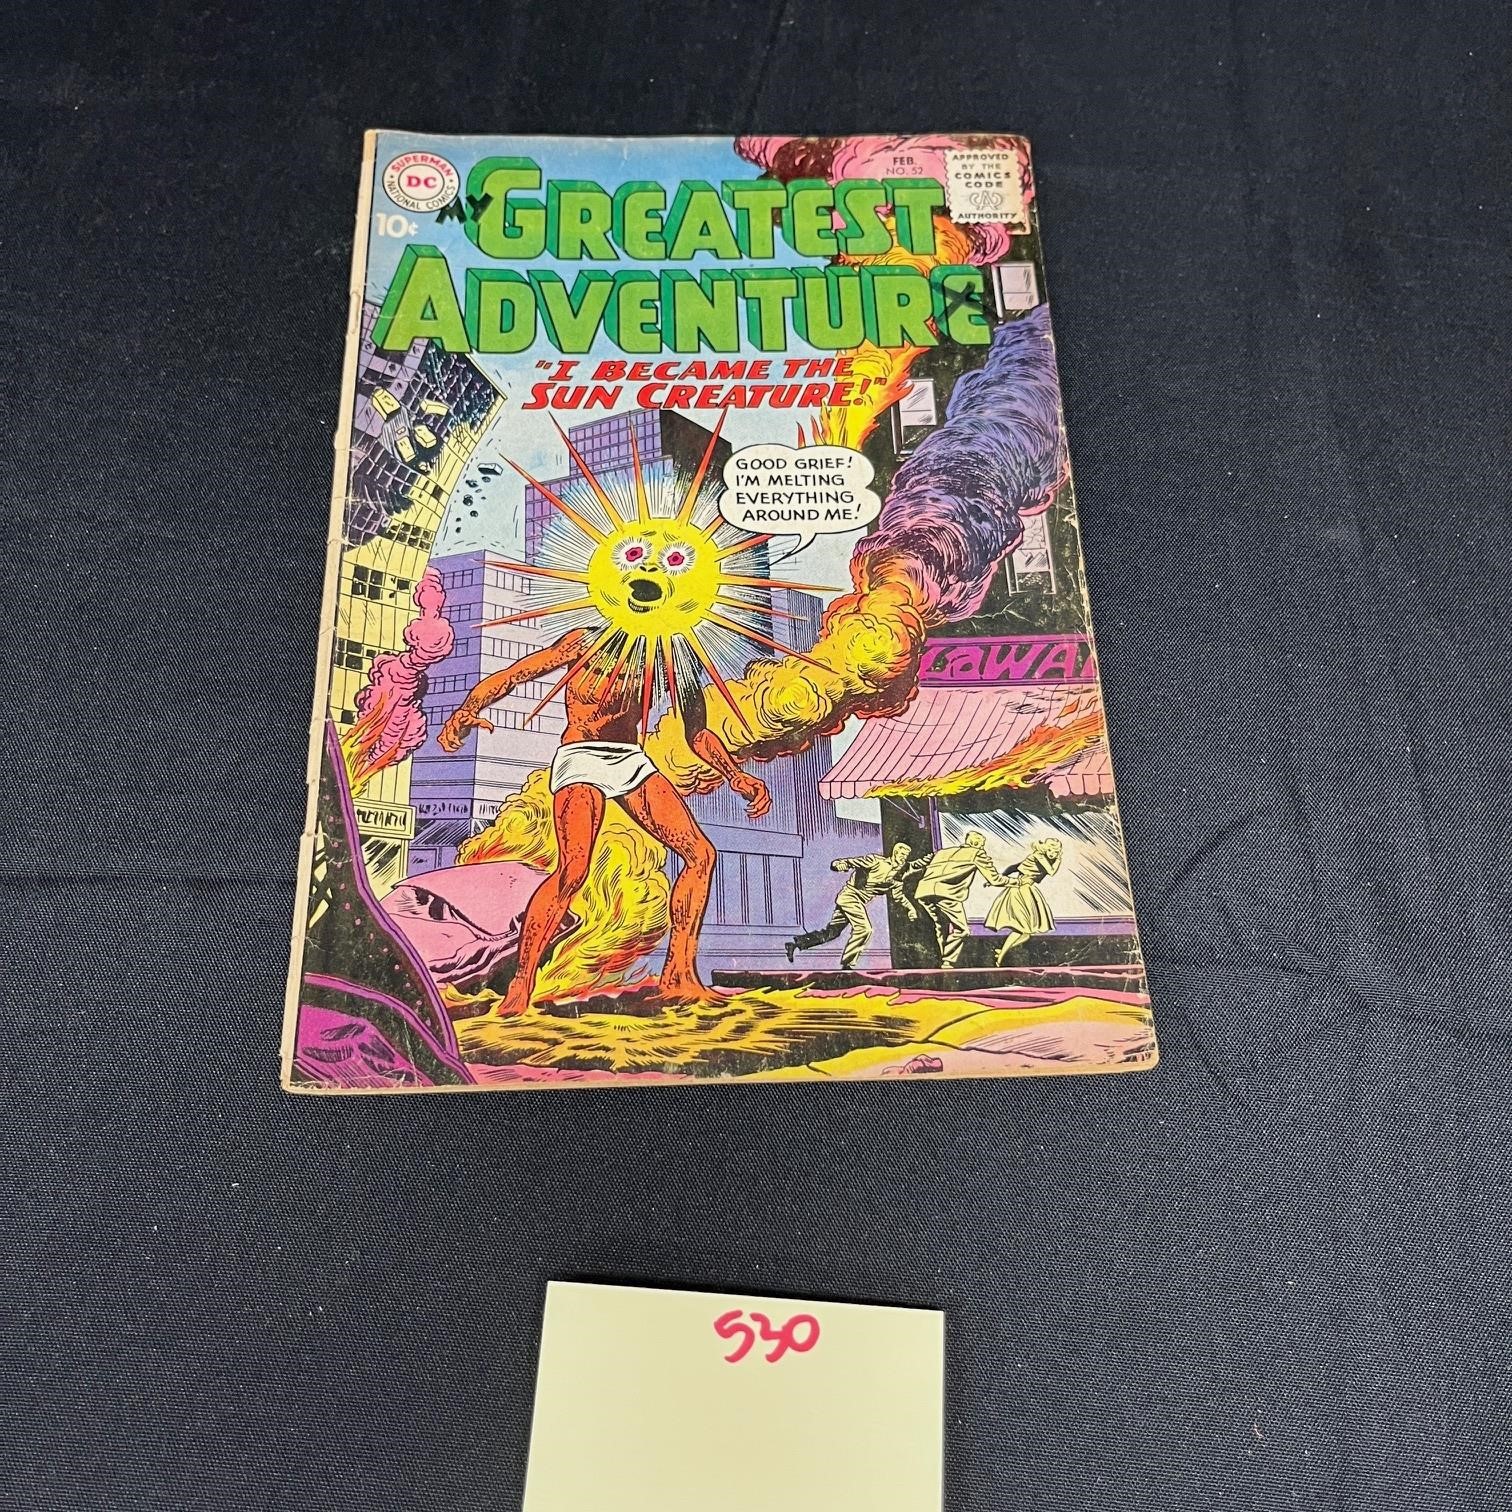 SUPERMAN
DC
NATIONAL COMICS
10¢
FEB.
NO. 52
APPROVED
BY THE
COMICS
CODE
CA
AUTHORITY
MY GREATEST
ADVENTURE
"I BECAME THE
SUN CREATURE!"
GOOD GRIEF!
I'M MELTING
EVERYTHING
AROUND ME!
530